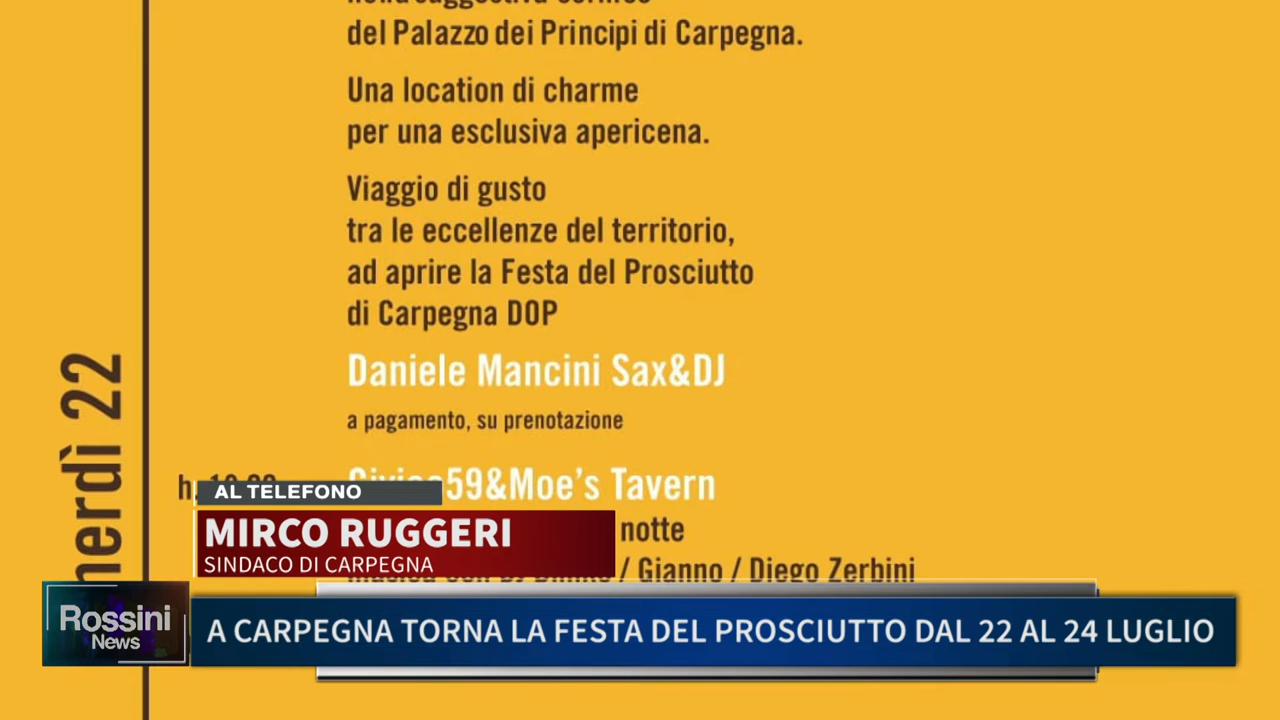 del Palazzo dei Principi di Carpegna.
Una location di charme
per una esclusiva apericena.
Viaggio di gusto
tra le eccellenze del territorio,
ad aprire la Festa del Prosciutto
di Carpegna DOP
Daniele Mancini Sax&DJ
a pagamento, su prenotazione
59&Moe's Tavern
notte
/ Gianno / Diego Zerbini
22
AL TELEFONO
MIRCO RUGGERI
SINDACO DI CARPEGNA
Rossini
News
A CARPEGNA TORNA LA FESTA DEL PROSCIUTTO DAL 22 AL 24 LUGLIO